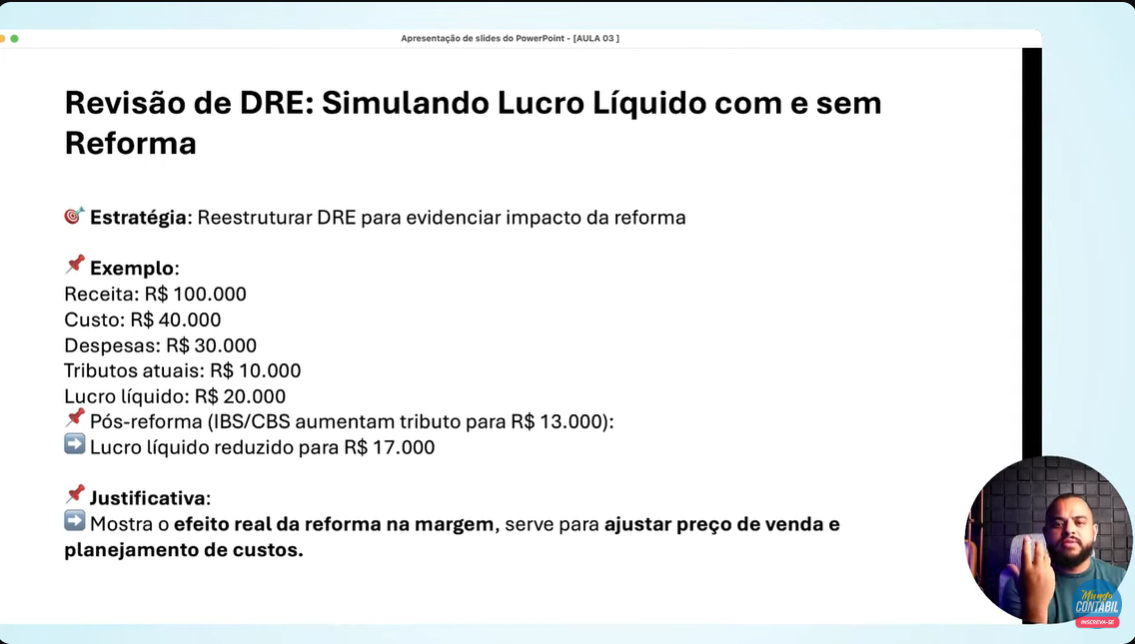 Apresentação de slides do PowerPoint - [AULA 03 ]
Revisão de DRE: Simulando Lucro Líquido com e sem
Reforma
🎯 Estratégia: Reestruturar DRE para evidenciar impacto da reforma
📌 Exemplo:
Receita: R$ 100.000
Custo: R$ 40.000
Despesas: R$ 30.000
Tributos atuais: R$ 10.000
Lucro líquido: R$ 20.000
📌 Pós-reforma (IBS/CBS aumentam tributo para R$ 13.000):
➡️ Lucro líquido reduzido para R$ 17.000
📌 Justificativa:
➡️ Mostra o efeito real da reforma na margem, serve para ajustar preço de venda e
planejamento de custos.
Mundo
CONTÁBIL
INSCREVA-SE